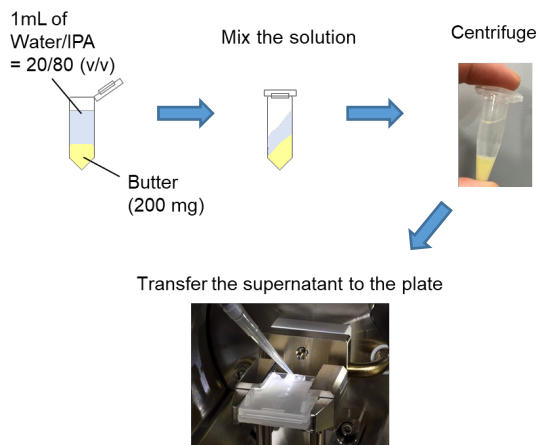 1mL of
Water/IPA
= 20/80 (v/v)
Mix the solution
Centrifuge
Butter
(200 mg)
Transfer the supernatant to the plate